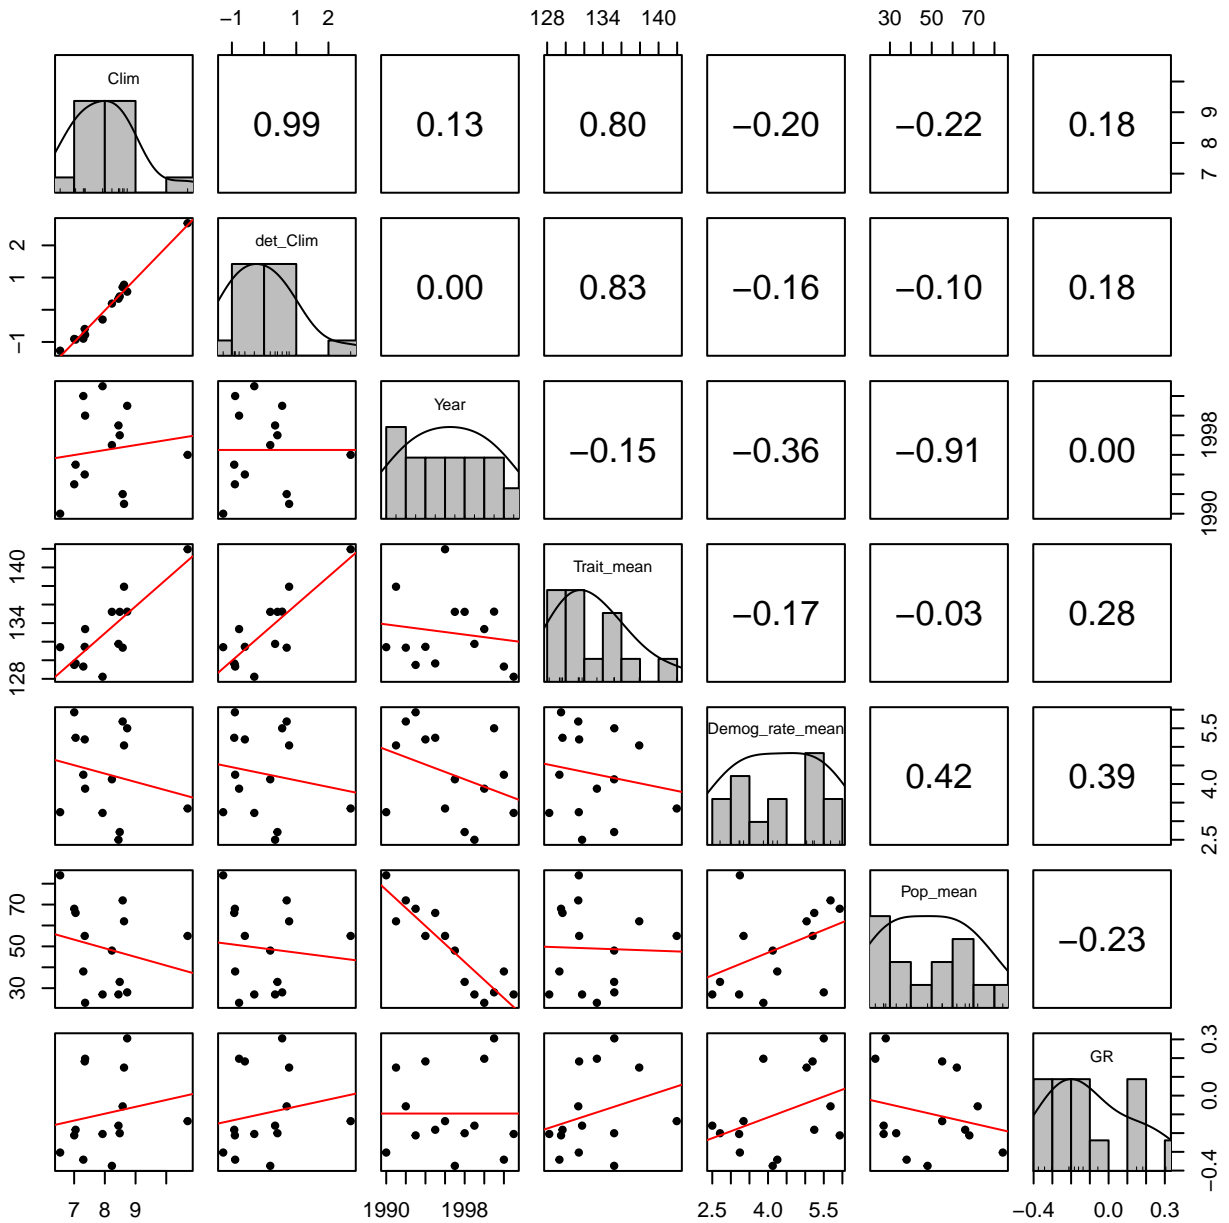 −1 1 2 128 134 140 30 50 70
Clim
0.99 0.13 0.80 −0.20 −0.22 0.18
7 8 9
det_Clim
−1 1 2
0.00 0.83 −0.16 −0.10 0.18
Year
−0.15 −0.36 −0.91 0.00
1990 1998
Trait_mean
128 134 140
−0.17 −0.03 0.28
Demog_rate_mean
0.42 0.39
2.5 4.0 5.5
Pop_mean
30 50 70
−0.23
GR
−0.4 0.0 0.3
7 8 9 1990 1998 2.5 4.0 5.5 −0.4 0.0 0.3